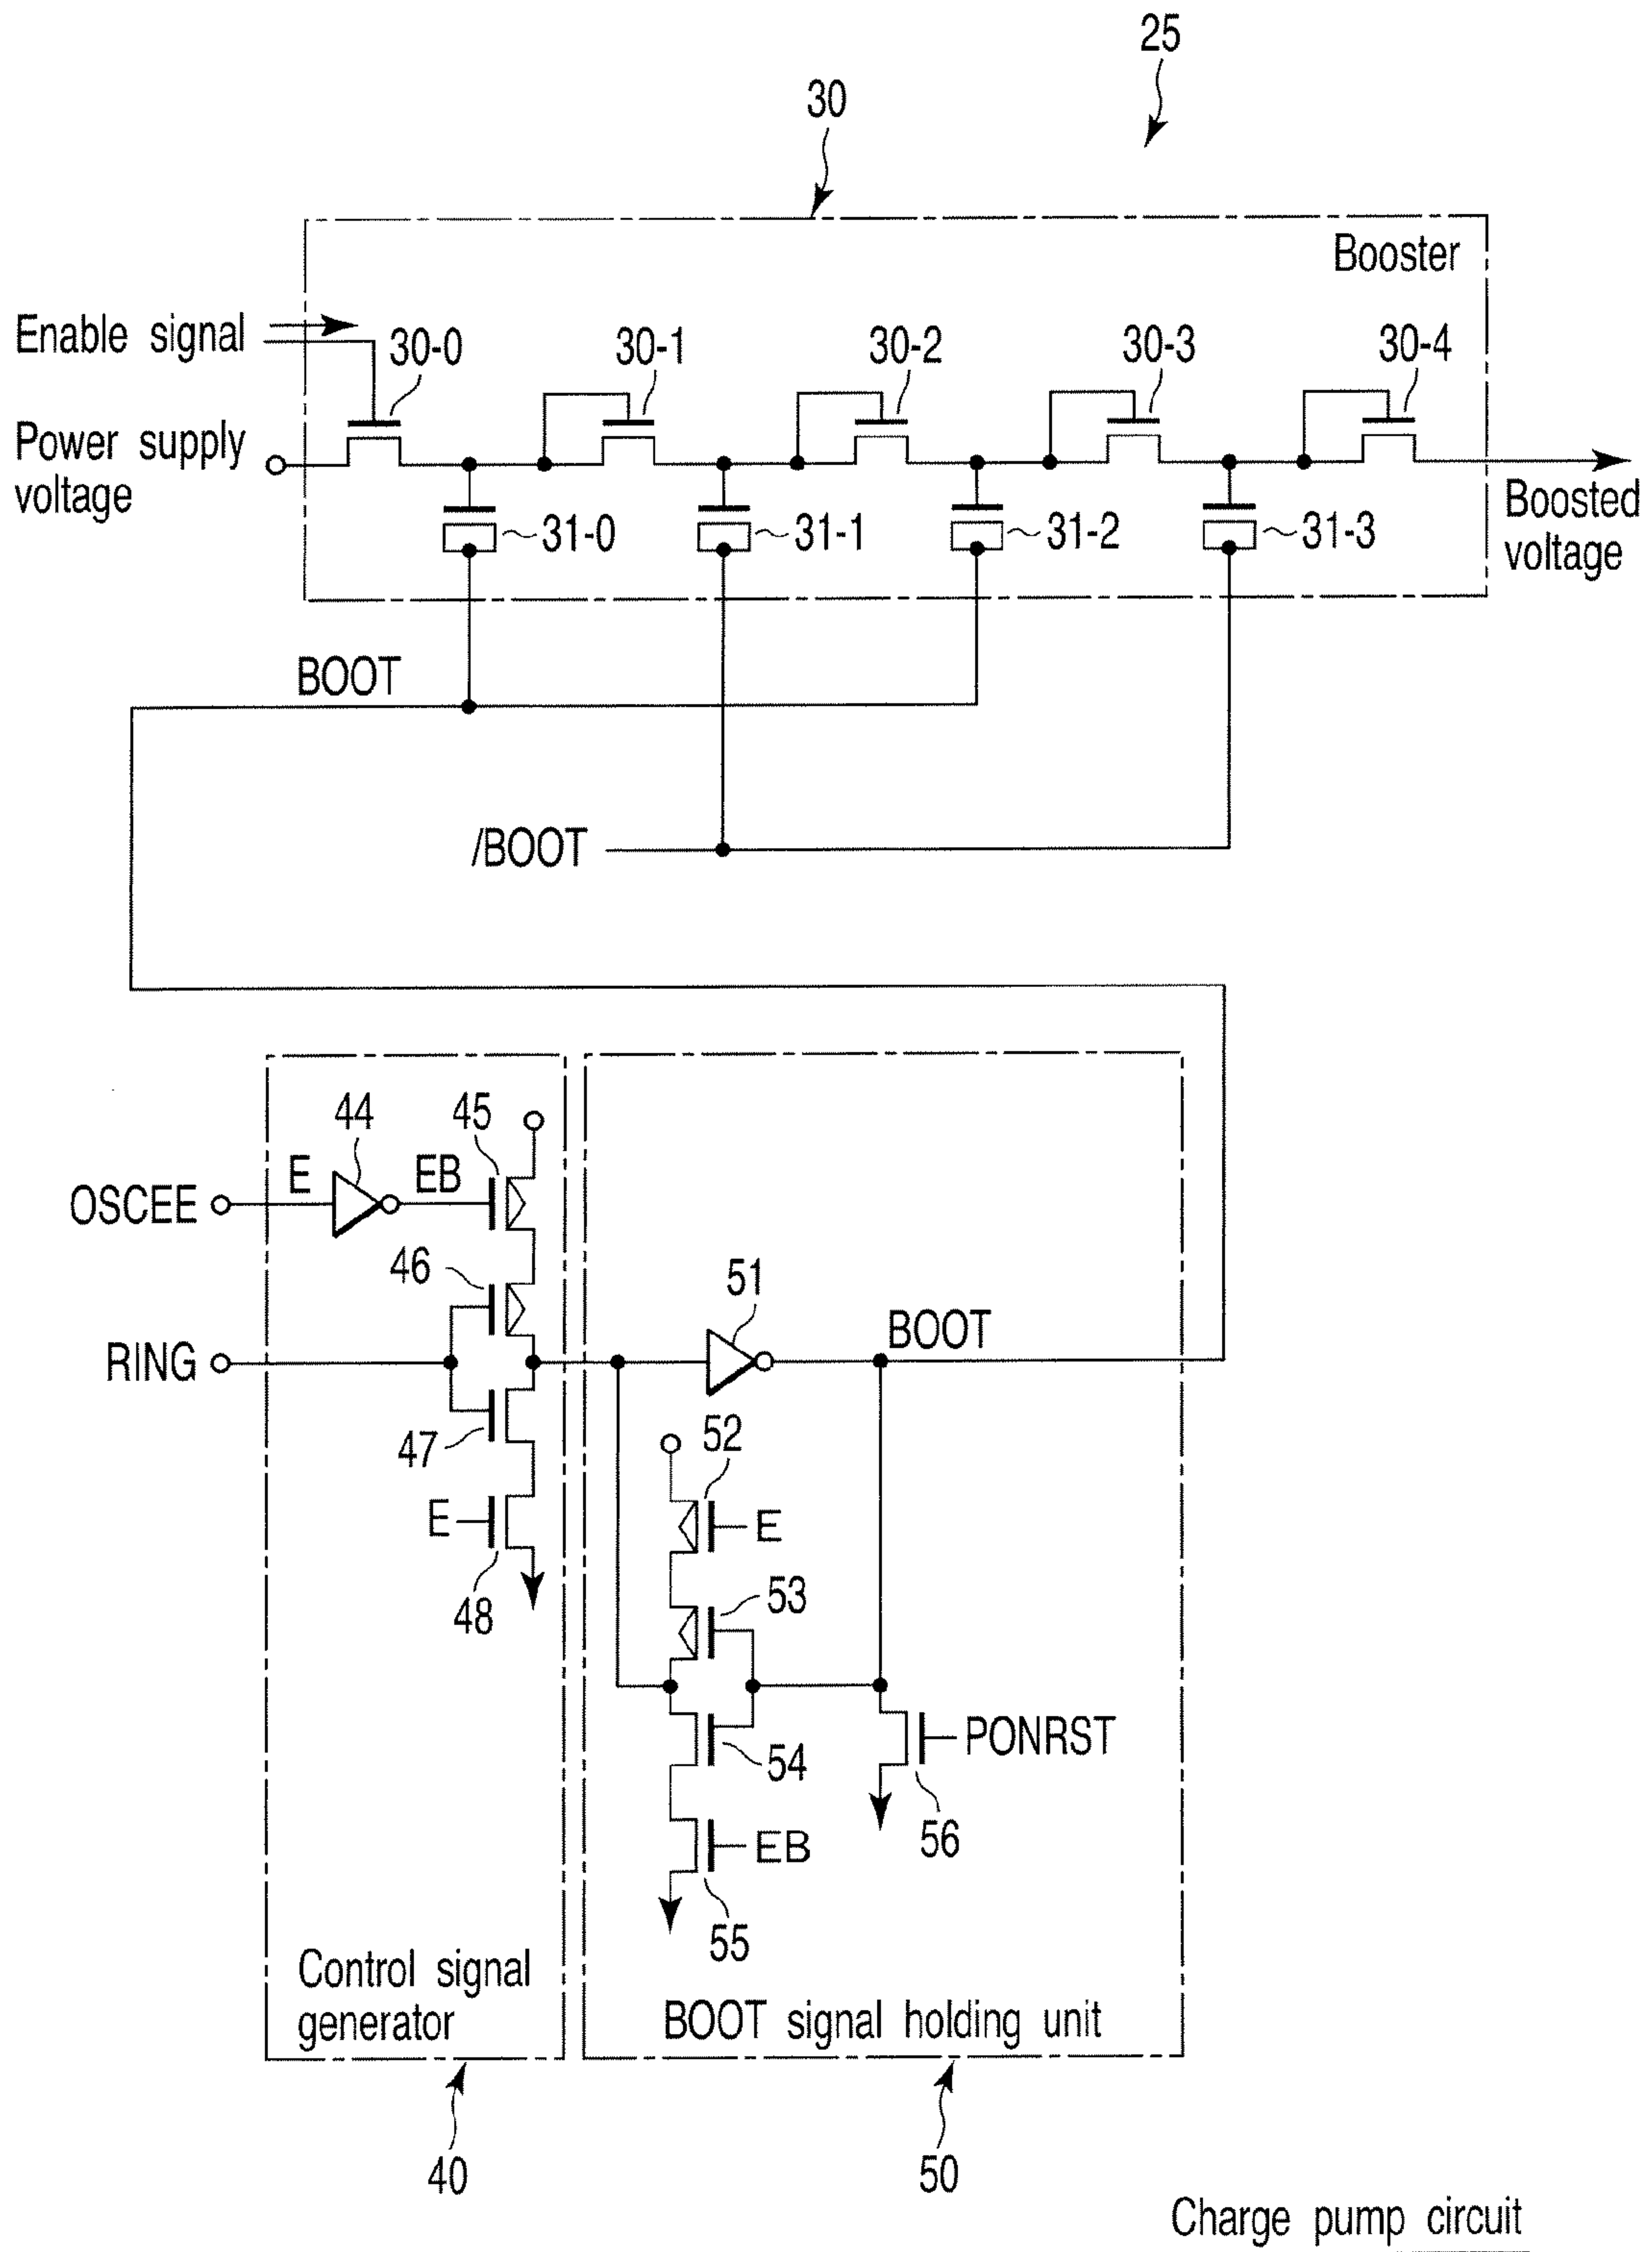 25
30
Booster
Enable signal
30-0
30-1
30-2
30-3
30-4
Power supply
voltage
31-0
31-1
31-2
31-3
Boosted
voltage
BOOT
/BOOT
44
45
E
EB
OSCEE
46
51
BOOT
RING
47
52
E
E
53
48
PONRST
54
56
EB
55
Control signal
generator
BOOT signal holding unit
40
50
Charge pump circuit